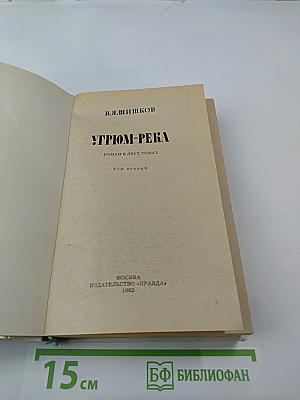 В.Я.ШИШКОВ
УГРЮМ-РЕКА
РОМАН В ДВУХ ТОМАХ
Том первый
МОСКВА
ИЗДАТЕЛЬСТВО «ПРАВДА»
1982
15 см
БФ БИБЛИОФАН